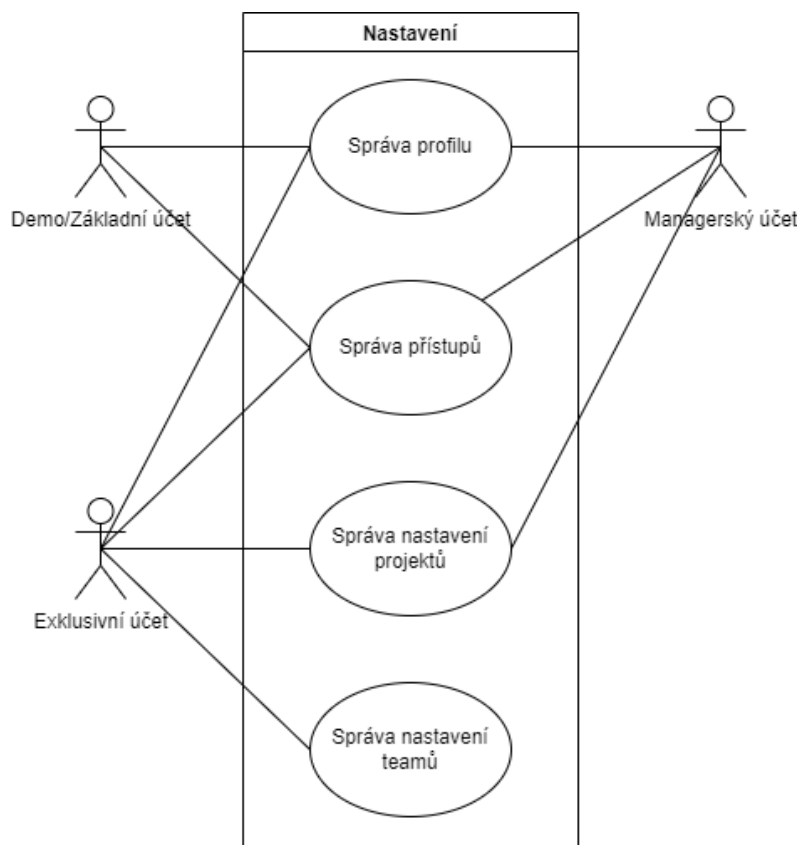 Nastavení
Správa profilu
Demo/Základní účet
Managerský účet
Správa přístupů
Správa nastavení
projektů
Exklusivní účet
Správa nastavení
teamů